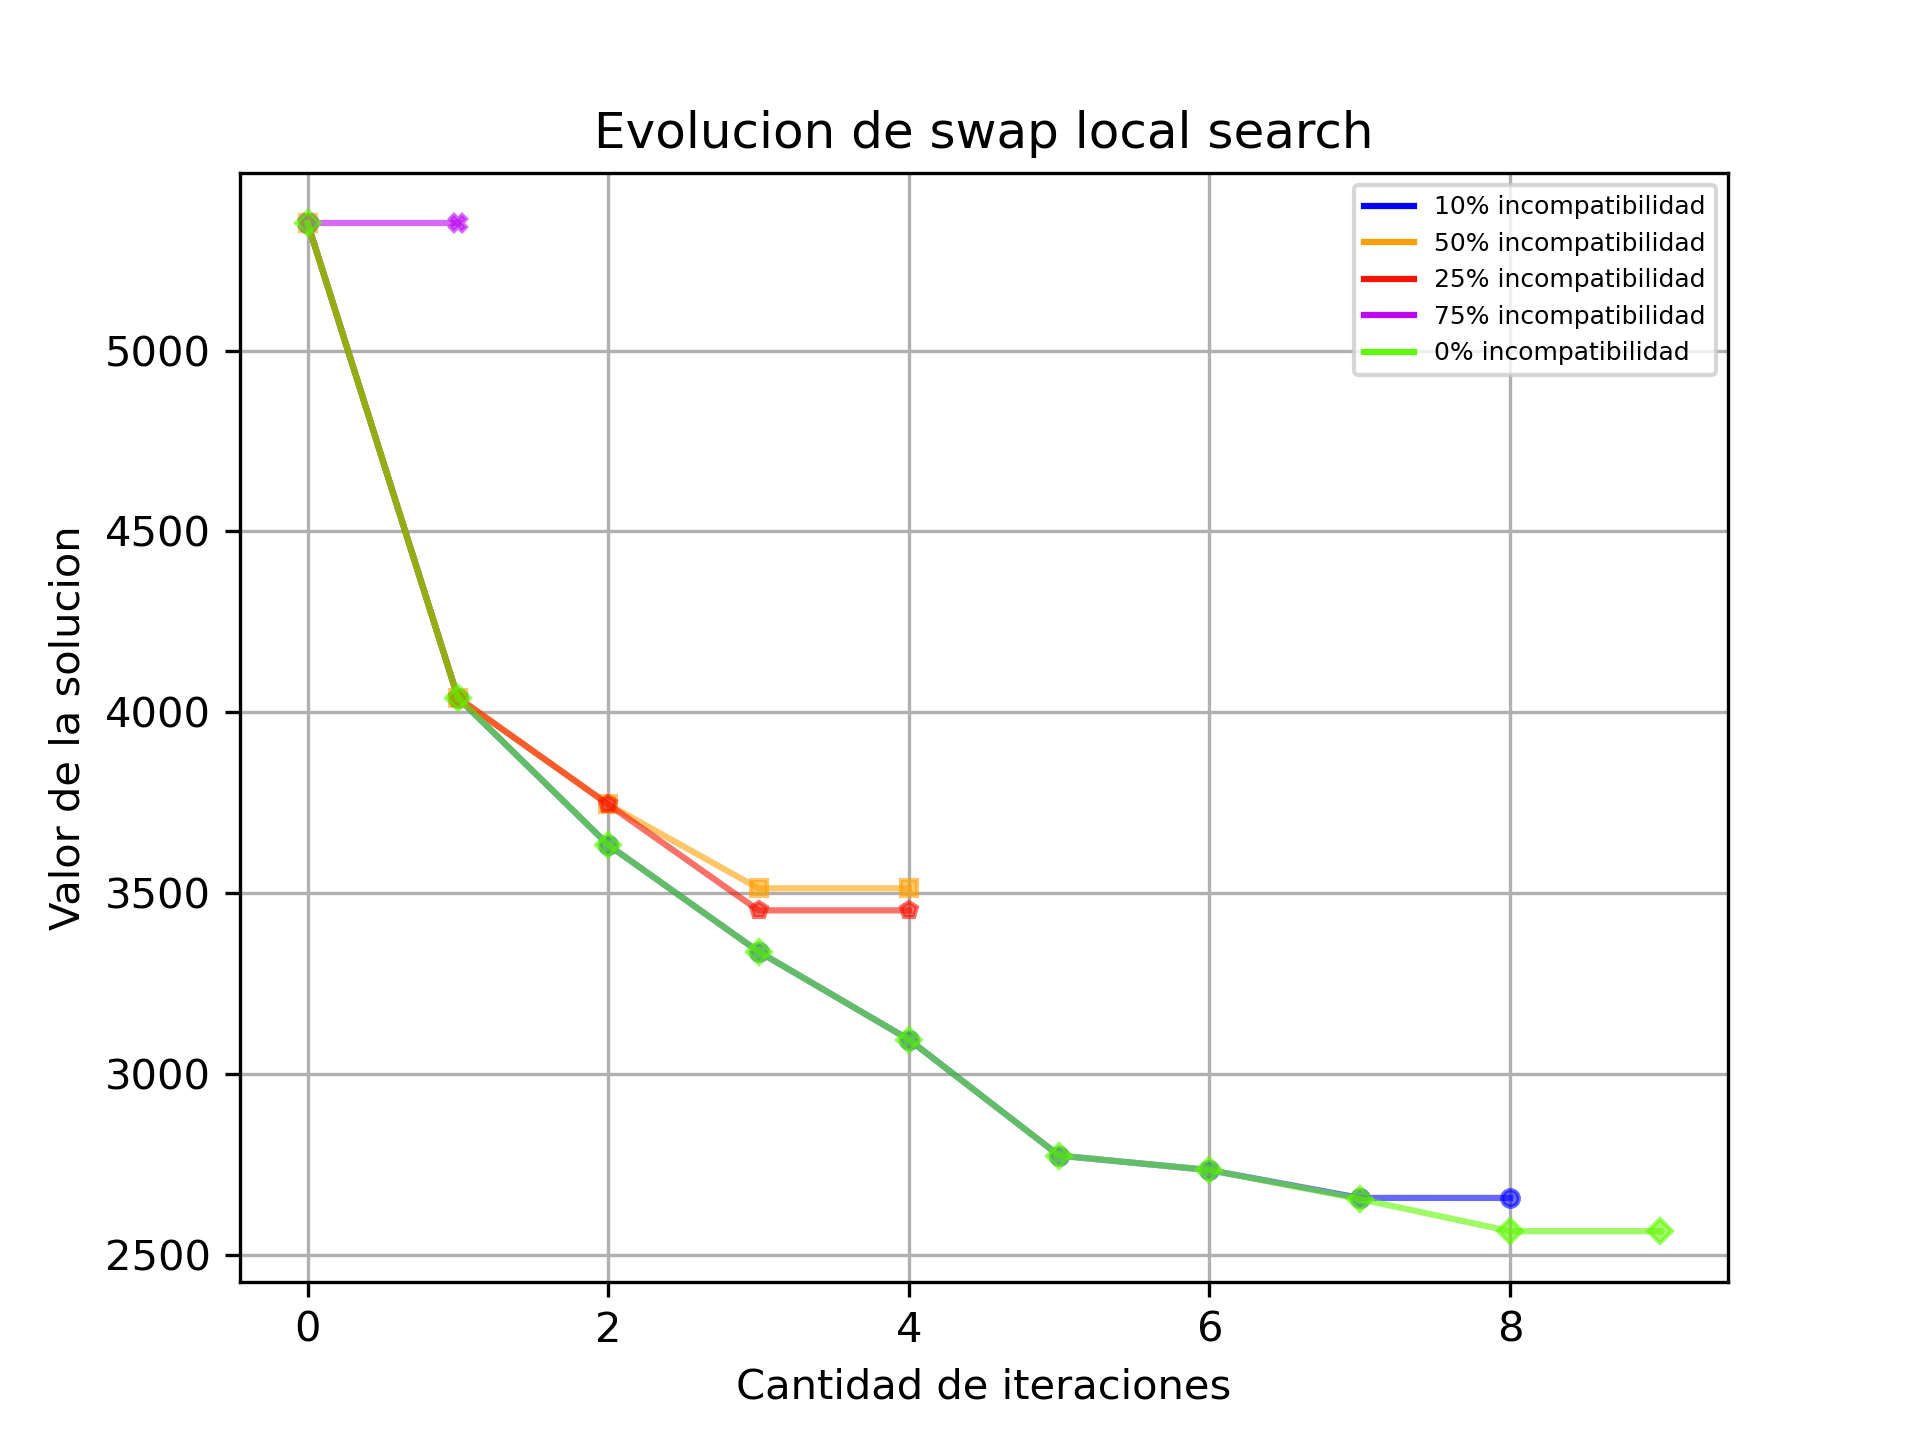 Evolucion de swap local search
10% incompatibilidad
50% incompatibilidad
25% incompatibilidad
75% incompatibilidad
0% incompatibilidad
Valor de la solucion
5000
4500
4000
3500
3000
2500
0 2 4 6 8
Cantidad de iteraciones